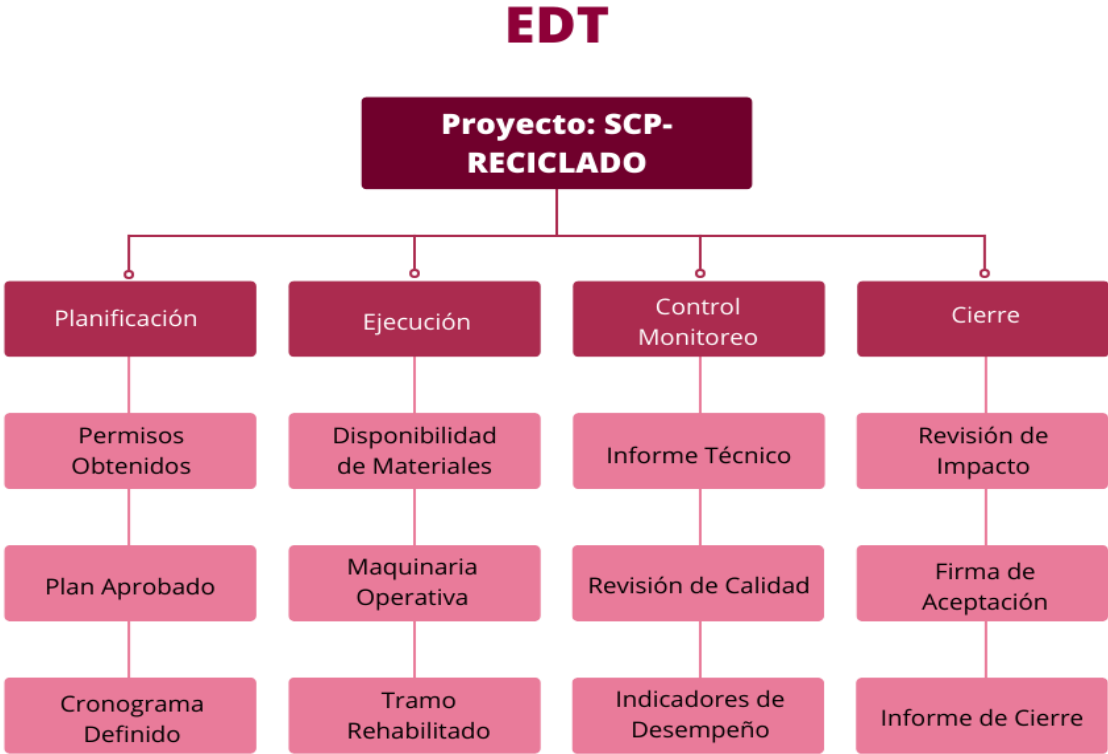 EDT
Proyecto: SCP-
RECICLADO
Planificación
Ejecución
Control
Monitoreo
Cierre
Permisos
Obtenidos
Disponibilidad
de Materiales
Informe Técnico
Revisión de
Impacto
Plan Aprobado
Maquinaria
Operativa
Revisión de Calidad
Firma de
Aceptación
Cronograma
Definido
Tramo
Rehabilitado
Indicadores de
Desempeño
Informe de Cierre